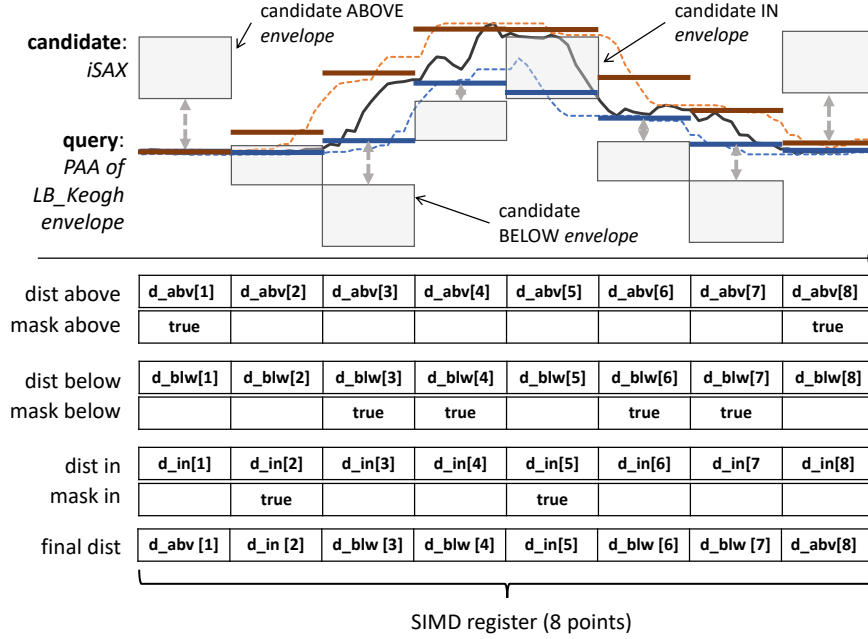 candidate ABOVE
envelope
candidate IN
envelope
candidate:
iSAX
query:
PAA of
LB_Keogh
envelope
candidate
BELOW envelope
dist above d_abv[1] d_abv[2] d_abv[3] d_abv[4] d_abv[5] d_abv[6] d_abv[7] d_abv[8]
mask above true true
dist below d_blw[1] d_blw[2] d_blw[3] d_blw[4] d_blw[5] d_blw[6] d_blw[7] d_blw[8]
mask below true true true true
dist in d_in[1] d_in[2] d_in[3] d_in[4] d_in[5] d_in[6] d_in[7 d_in[8]
mask in true true
final dist d_abv [1] d_in [2] d_blw [3] d_blw [4] d_in[5] d_blw [6] d_blw [7] d_abv[8]
SIMD register (8 points)